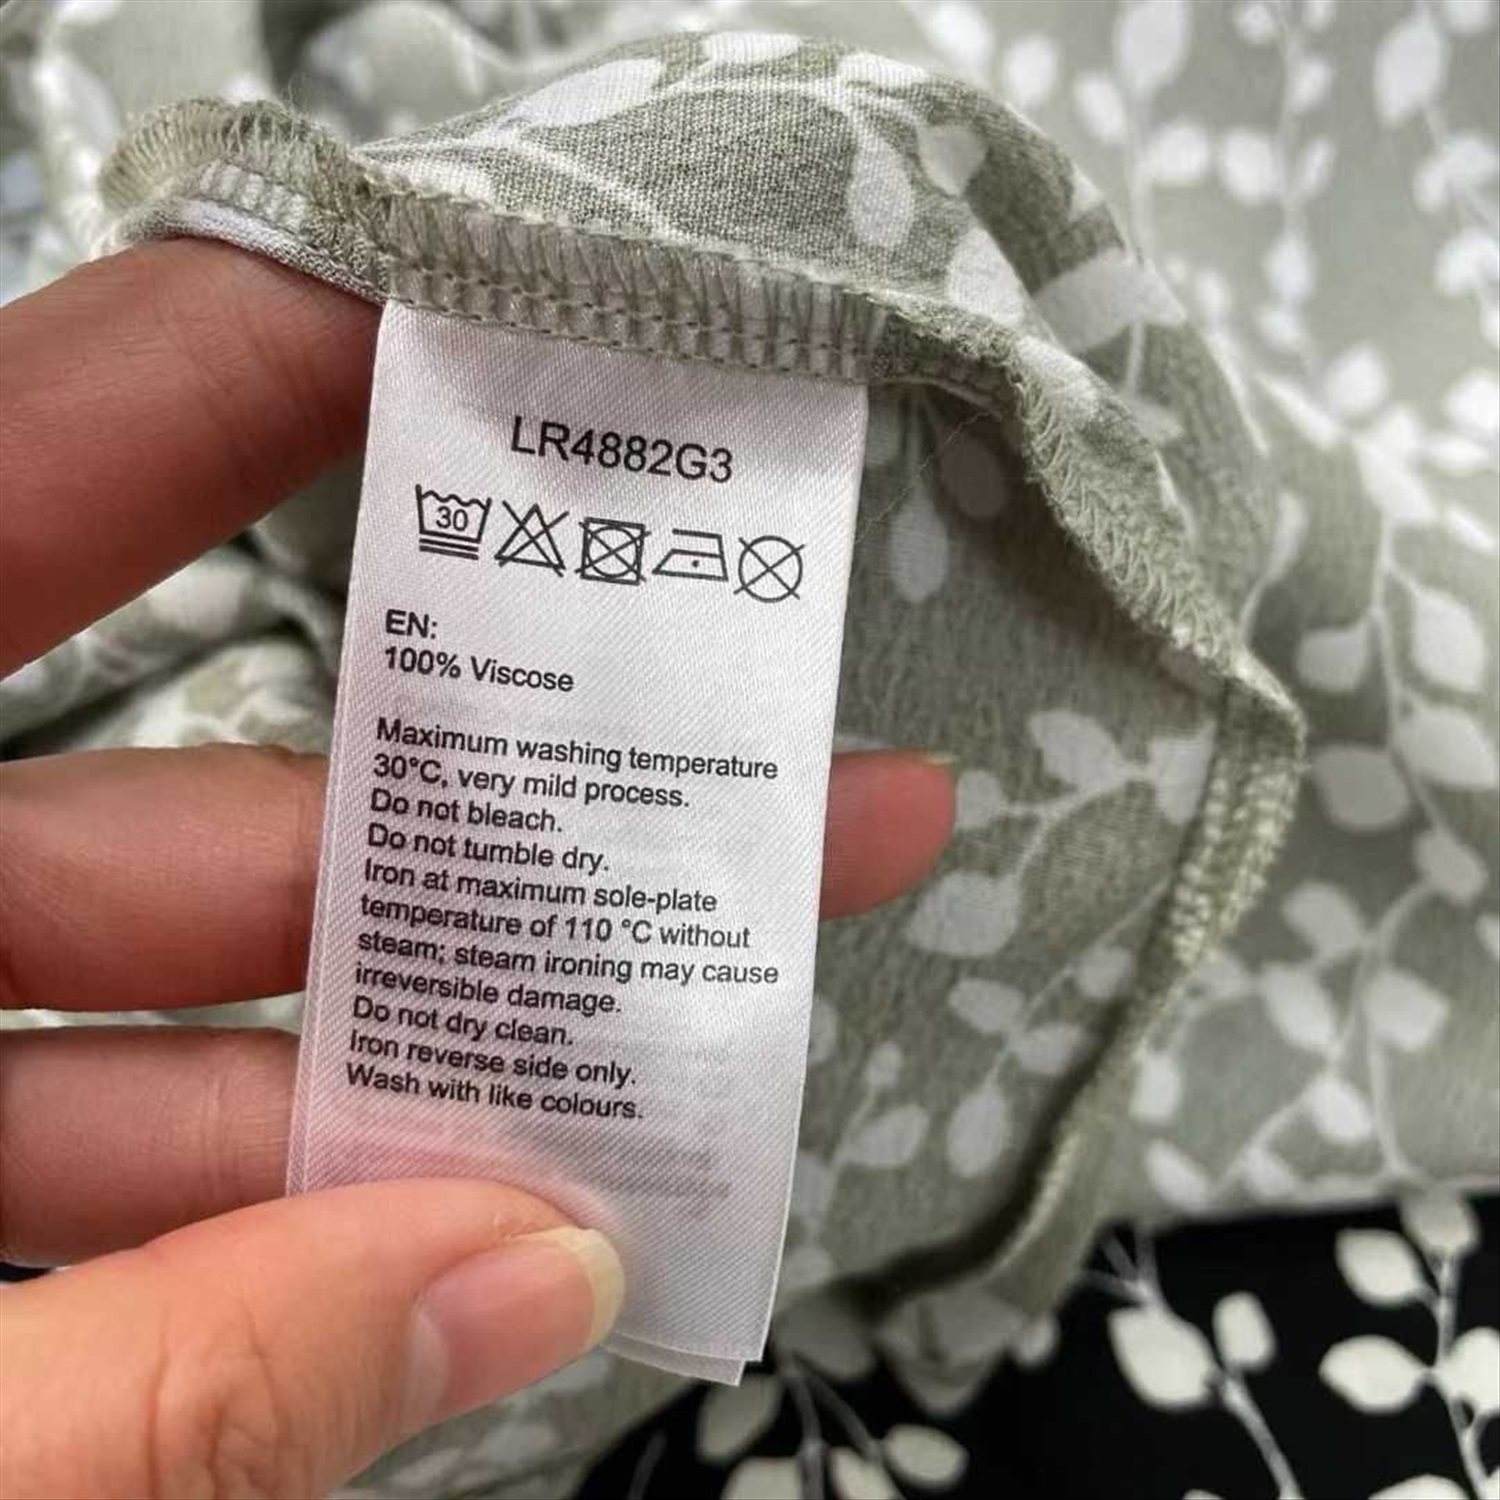 LR4882G3
30
EN:
100% Viscose
Maximum washing temperature
30°C, very mild process.
Do not bleach.
Do not tumble dry.
Iron at maximum sole-plate
temperature of 110 °C without
steam; steam ironing may cause
irreversible damage.
Do not dry clean.
Iron reverse side only.
Wash with like colours.